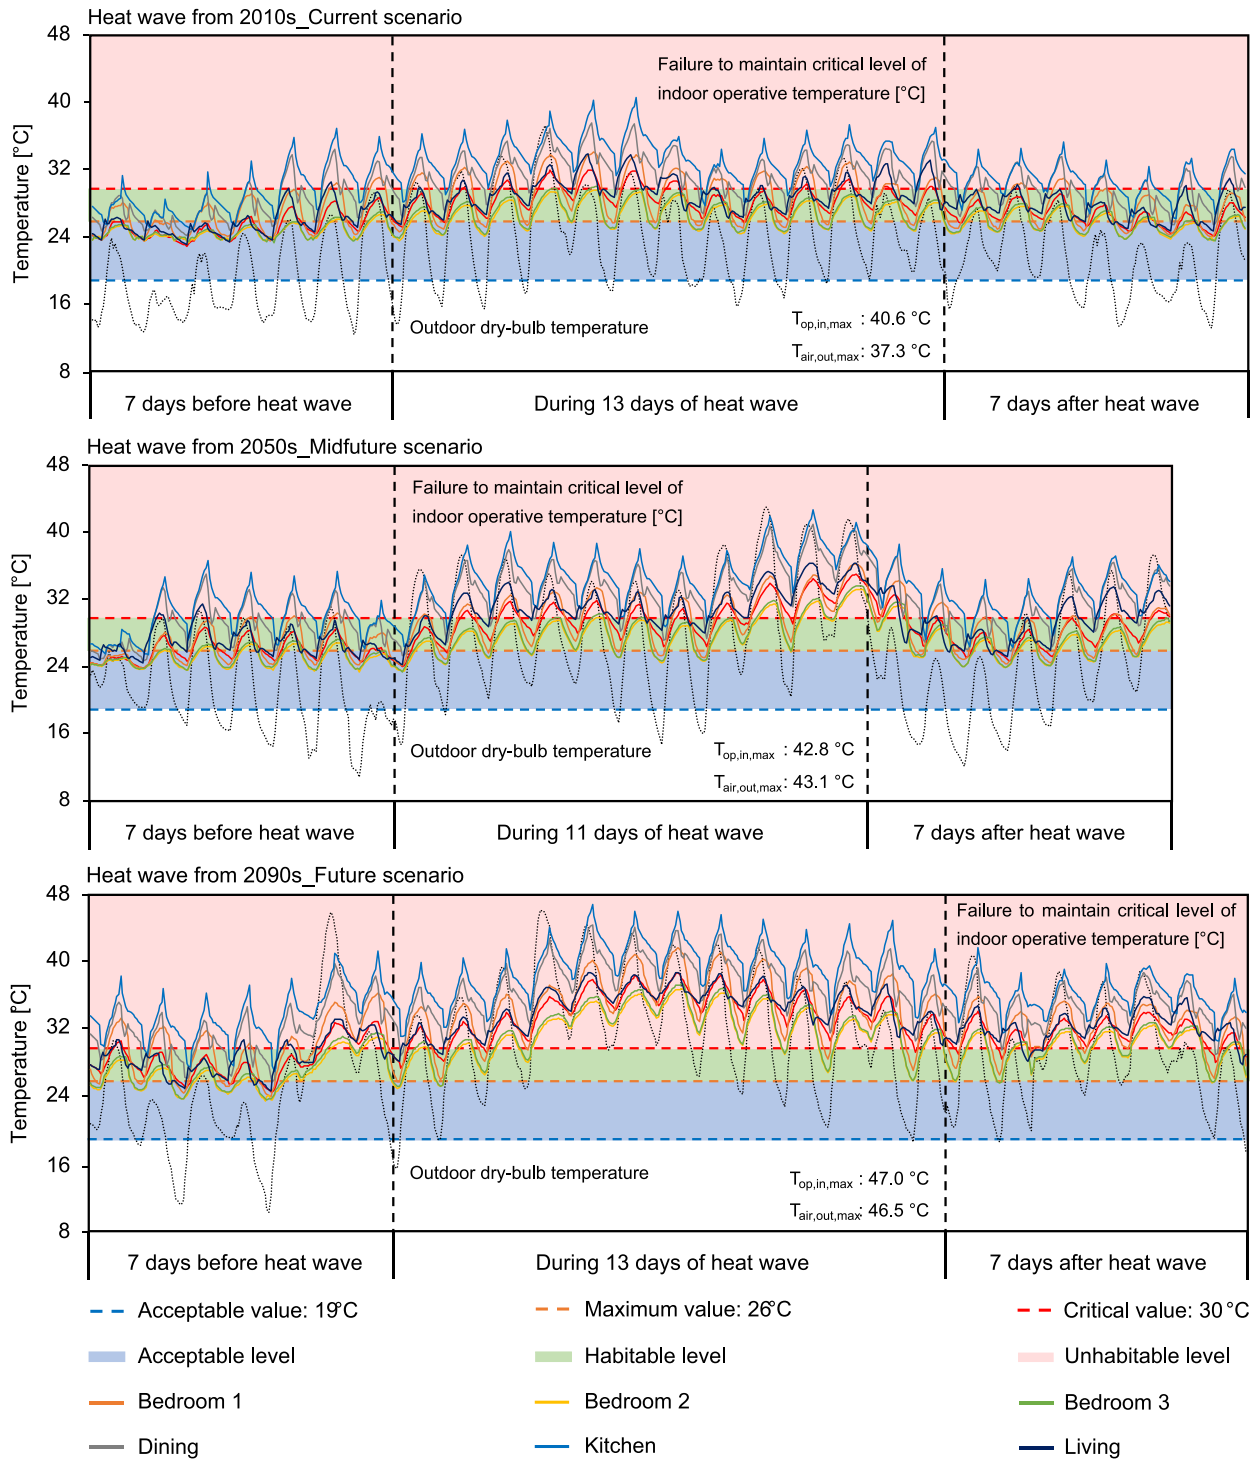 Heat wave from 2010s_Current scenario
48
40
32
24
16
8
Temperature [°C]
Failure to maintain critical level of
indoor operative temperature [°C]
Outdoor dry-bulb temperature
Top,in,max : 40.6 °C
Tair,out,max: 37.3 °C
7 days before heat wave
During 13 days of heat wave
7 days after heat wave
Heat wave from 2050s_Midfuture scenario
48
40
32
24
16
8
Temperature [°C]
Failure to maintain critical level of
indoor operative temperature [°C]
Outdoor dry-bulb temperature
Top,in,max : 42.8 °C
Tair,out,max: 43.1 °C
7 days before heat wave
During 11 days of heat wave
7 days after heat wave
Heat wave from 2090s_Future scenario
48
40
32
24
16
8
Temperature [°C]
Failure to maintain critical level of
indoor operative temperature [°C]
Outdoor dry-bulb temperature
Top,in,max : 47.0 °C
Tair,out,max: 46.5 °C
7 days before heat wave
During 13 days of heat wave
7 days after heat wave
Acceptable value: 19°C
Maximum value: 26°C
Critical value: 30°C
Acceptable level
Habitable level
Unhabitable level
Bedroom 1
Bedroom 2
Bedroom 3
Dining
Kitchen
Living